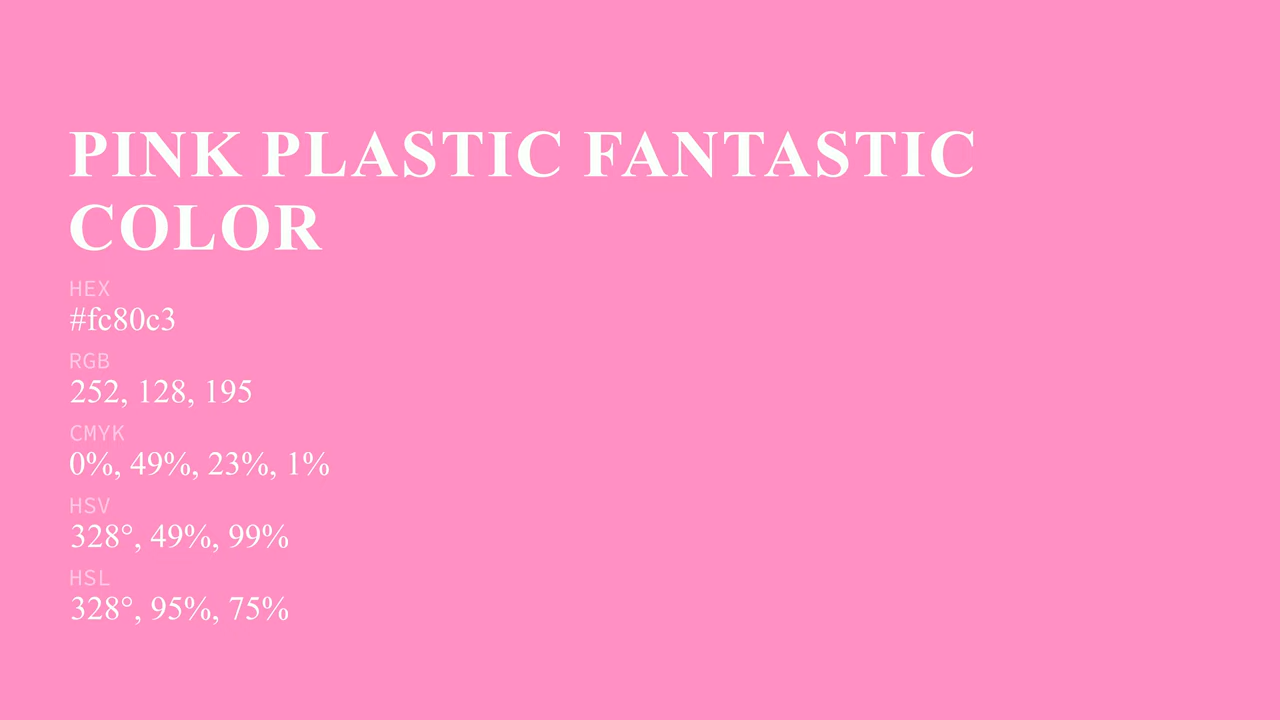 PINK PLASTIC FANTASTIC
COLOR
HEX
#fc80c3
RGB
252, 128, 195
CMYK
0%, 49%, 23%, 1%
HSV
328°, 49%, 99%
HSL
328°, 95%, 75%